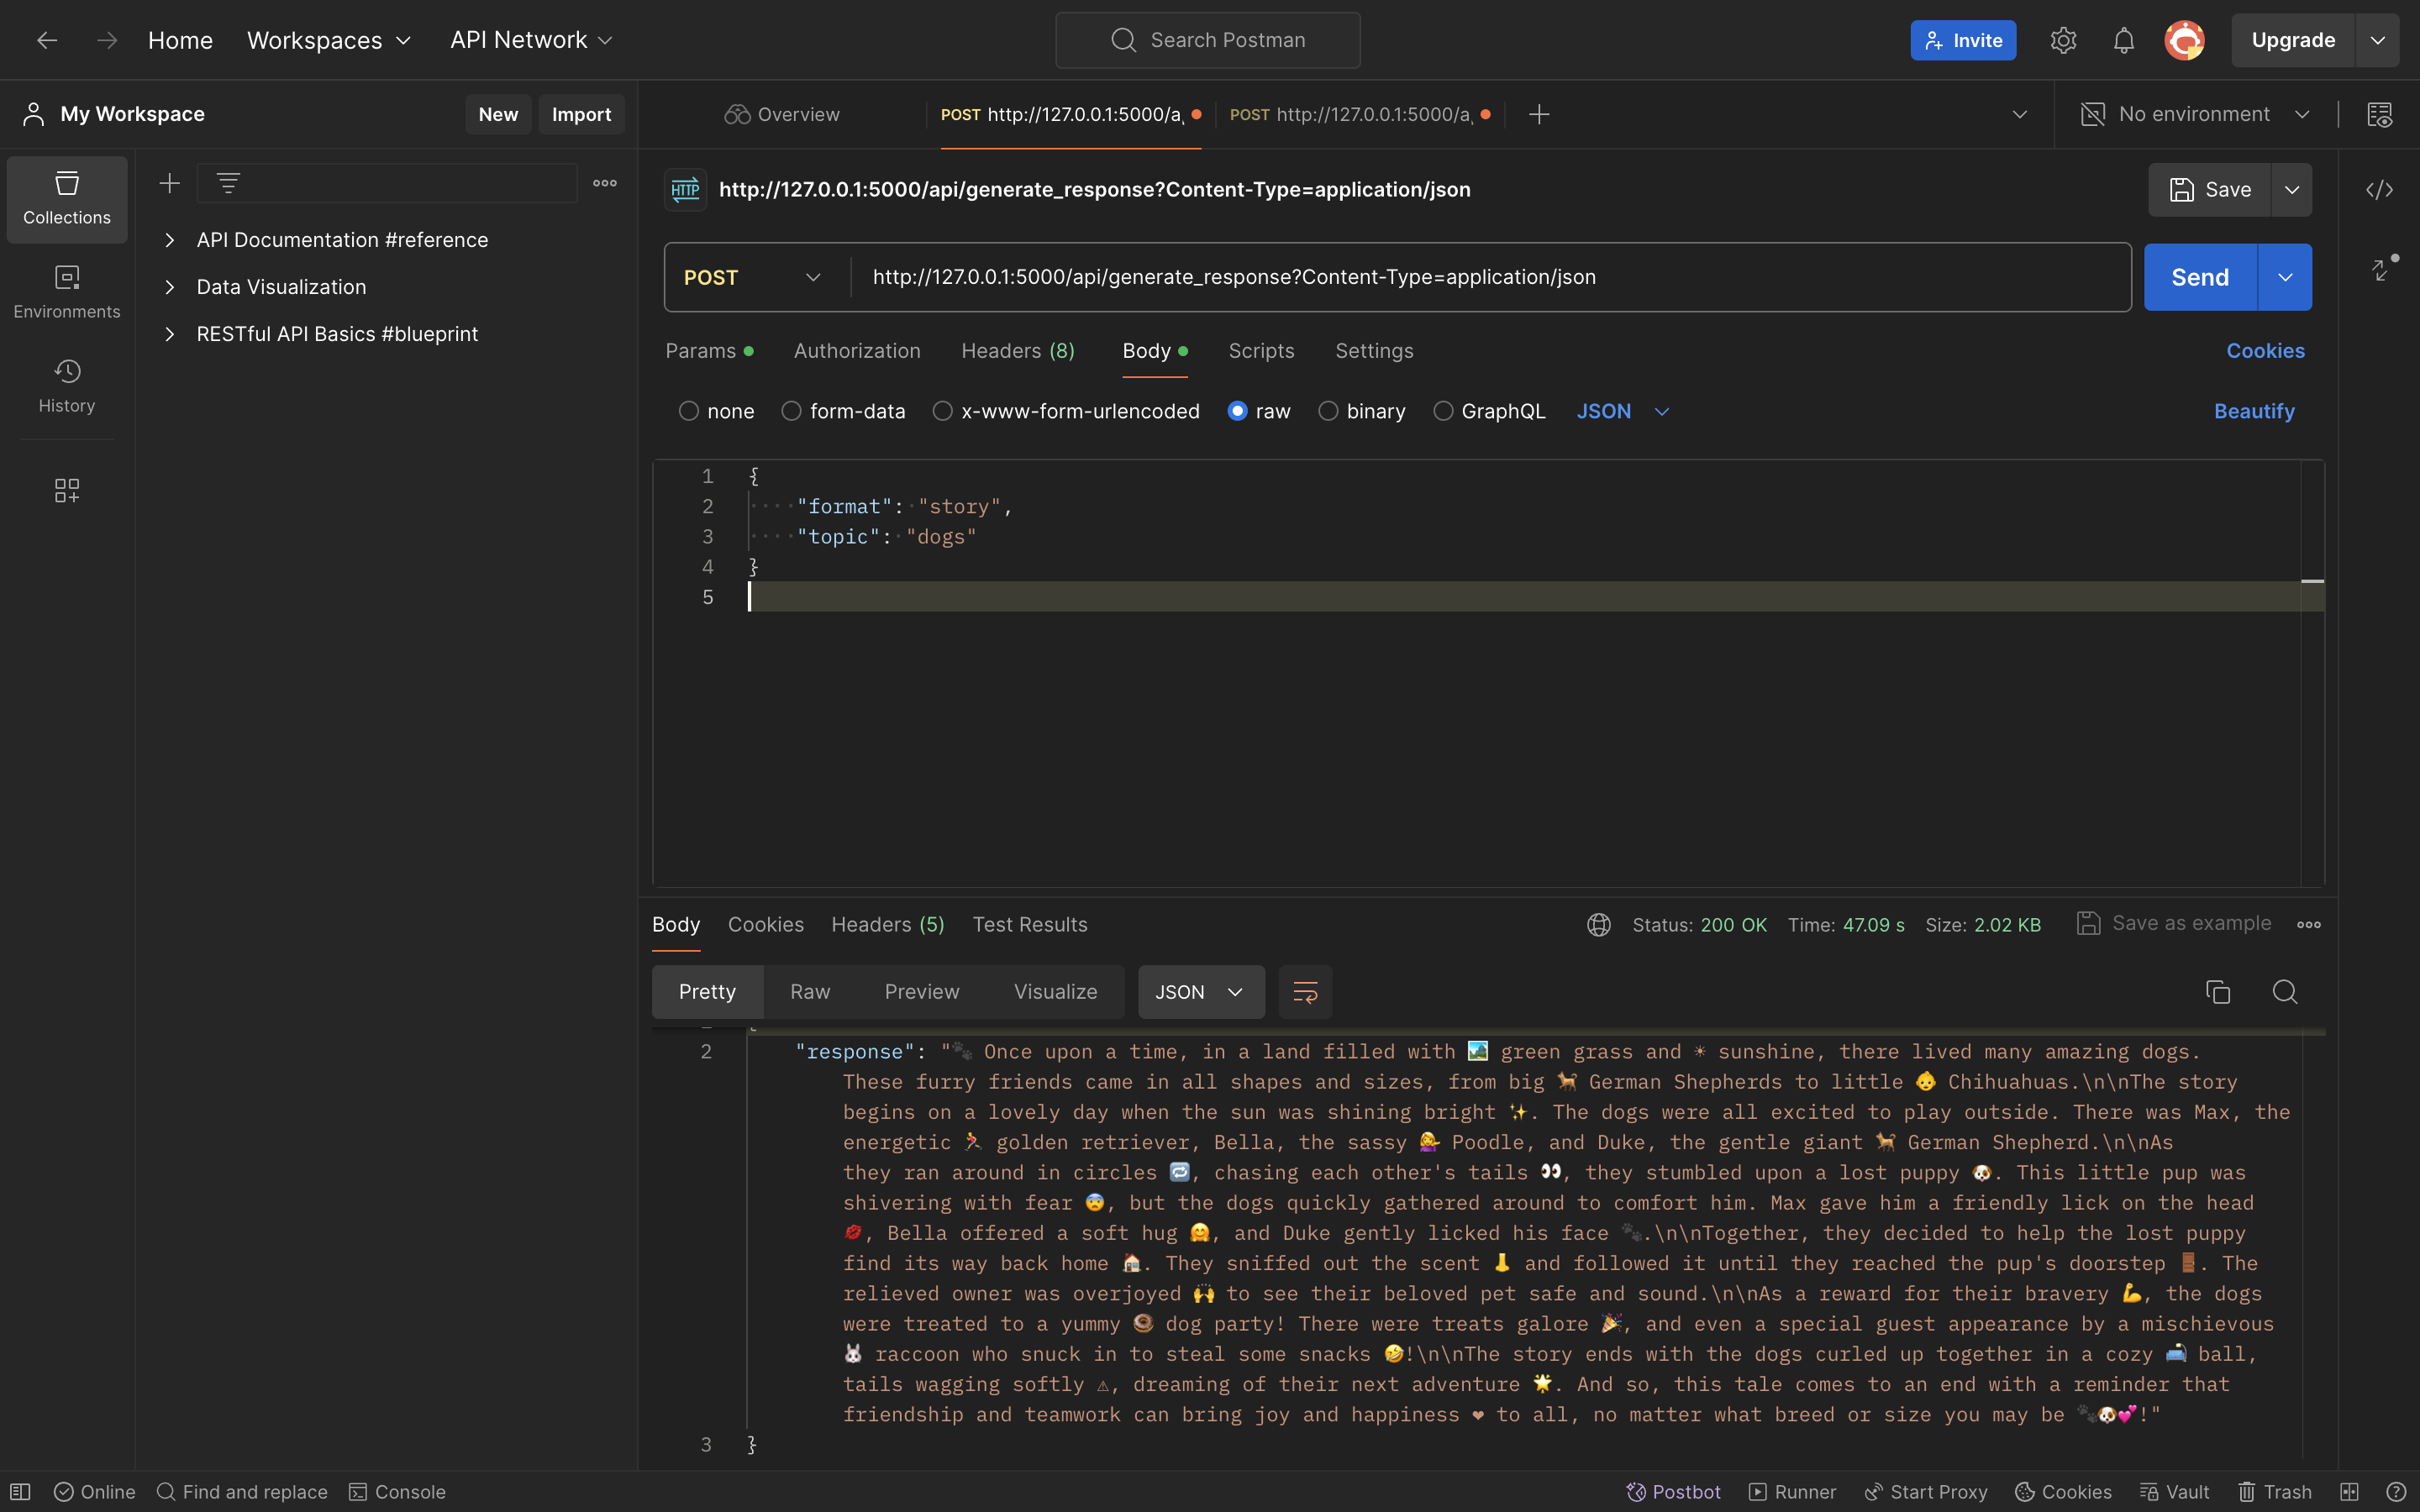 Home Workspaces API Network Search Postman Invite Upgrade
My Workspace New Import Overview POST http://127.0.0.1:5000/a POST http://127.0.0.1:5000/a No environment
Collections
Environments
History
API Documentation #reference
Data Visualization
RESTful API Basics #blueprint
HTTP http://127.0.0.1:5000/api/generate_response?Content-Type=application/json Save
POST http://127.0.0.1:5000/api/generate_response?Content-Type=application/json Send
Params Authorization Headers (8) Body Scripts Settings Cookies
none form-data x-www-form-urlencoded raw binary GraphQL JSON Beautify
1 {
2 "format": "story",
3 "topic": "dogs"
4 }
5
Body Cookies Headers (5) Test Results Status: 200 OK Time: 47.09 s Size: 2.02 KB Save as example
Pretty Raw Preview Visualize JSON
2 "response": "🐾 Once upon a time, in a land filled with 🏞️ green grass and ☀ sunshine, there lived many amazing dogs.
These furry friends came in all shapes and sizes, from big 🐕 German Shepherds to little 👶 Chihuahuas.\n\nThe story
begins on a lovely day when the sun was shining bright ✨. The dogs were all excited to play outside. There was Max, the
energetic 🏃‍♀️ golden retriever, Bella, the sassy 💁‍♀️ Poodle, and Duke, the gentle giant 🐕 German Shepherd.\n\nAs
they ran around in circles 🔁, chasing each other's tails 👀, they stumbled upon a lost puppy 🐶. This little pup was
shivering with fear 😨, but the dogs quickly gathered around to comfort him. Max gave him a friendly lick on the head
💋, Bella offered a soft hug 🤗, and Duke gently licked his face 🐾.\n\nTogether, they decided to help the lost puppy
find its way back home 🏠. They sniffed out the scent 👃 and followed it until they reached the pup's doorstep 🚪. The
relieved owner was overjoyed 🙌 to see their beloved pet safe and sound.\n\nAs a reward for their bravery 💪, the dogs
were treated to a yummy 🍩 dog party! There were treats galore 🎉, and even a special guest appearance by a mischievous
🐰 raccoon who snuck in to steal some snacks 🤣!\n\nThe story ends with the dogs curled up together in a cozy 🛋️ ball,
tails wagging softly ⚠, dreaming of their next adventure 🌟. And so, this tale comes to an end with a reminder that
friendship and teamwork can bring joy and happiness ❤ to all, no matter what breed or size you may be 🐾🐶💕!"
3 }
Online Find and replace Console Postbot Runner Start Proxy Cookies Vault Trash